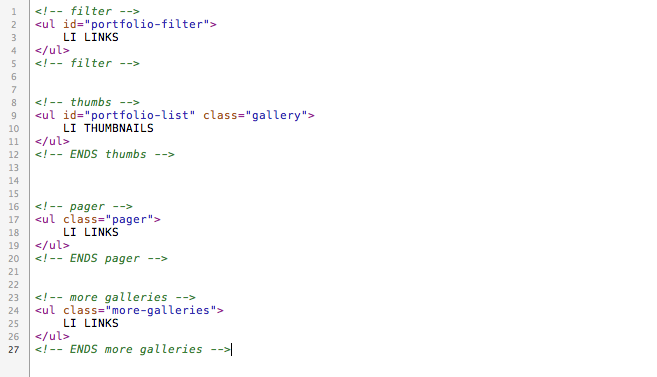 1 <!-- filter -->
2 <ul id="portfolio-filter">
3 LI LINKS
4 </ul>
5 <!-- filter -->
6
7
8 <!-- thumbs -->
9 <ul id="portfolio-list" class="gallery">
10 LI THUMBNAILS
11 </ul>
12 <!-- ENDS thumbs -->
13
14
15
16 <!-- pager -->
17 <ul class="pager">
18 LI LINKS
19 </ul>
20 <!-- ENDS pager -->
21
22
23 <!-- more galleries -->
24 <ul class="more-galleries">
25 LI LINKS
26 </ul>
27 <!-- ENDS more galleries -->